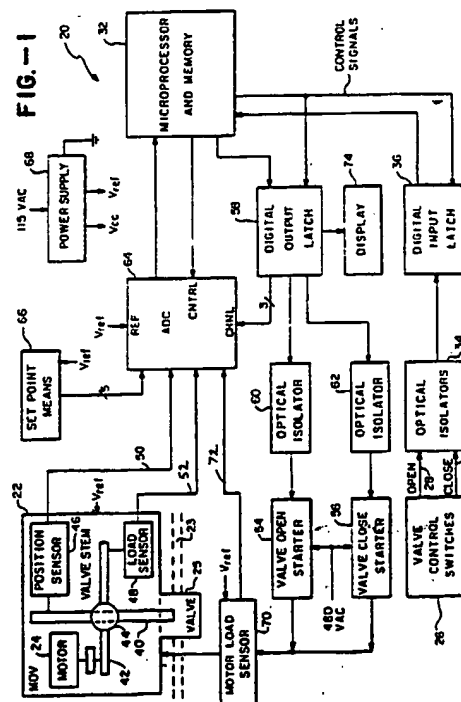 FIG.-1
20
32
MICROPROCESSOR
AND MEMORY
CONTROL
SIGNALS
115 VAC
68
POWER SUPPLY
Vcc
Vref
66
SET POINT
MEANS
Vref
5
64
Vref
REF
ADC
CNTRL
CHNL
3
58
DIGITAL
OUTPUT
LATCH
74
DISPLAY
36
DIGITAL
INPUT
LATCH
22
MOV
24
MOTOR
POSITION
SENSOR
46
VALVE STEM
LOAD
SENSOR
48
44
42
40
Vref
23
25
VALVE
50
52
72
60
OPTICAL
ISOLATOR
62
OPTICAL
ISOLATOR
34
OPTICAL
ISOLATORS
Vref
MOTOR LOAD
SENSOR
70
54
VALVE OPEN
STARTER
480
VAC
56
VALVE CLOSE
STARTER
OPEN
28
CLOSE
VALVE
CONTROL
SWITCHES
26